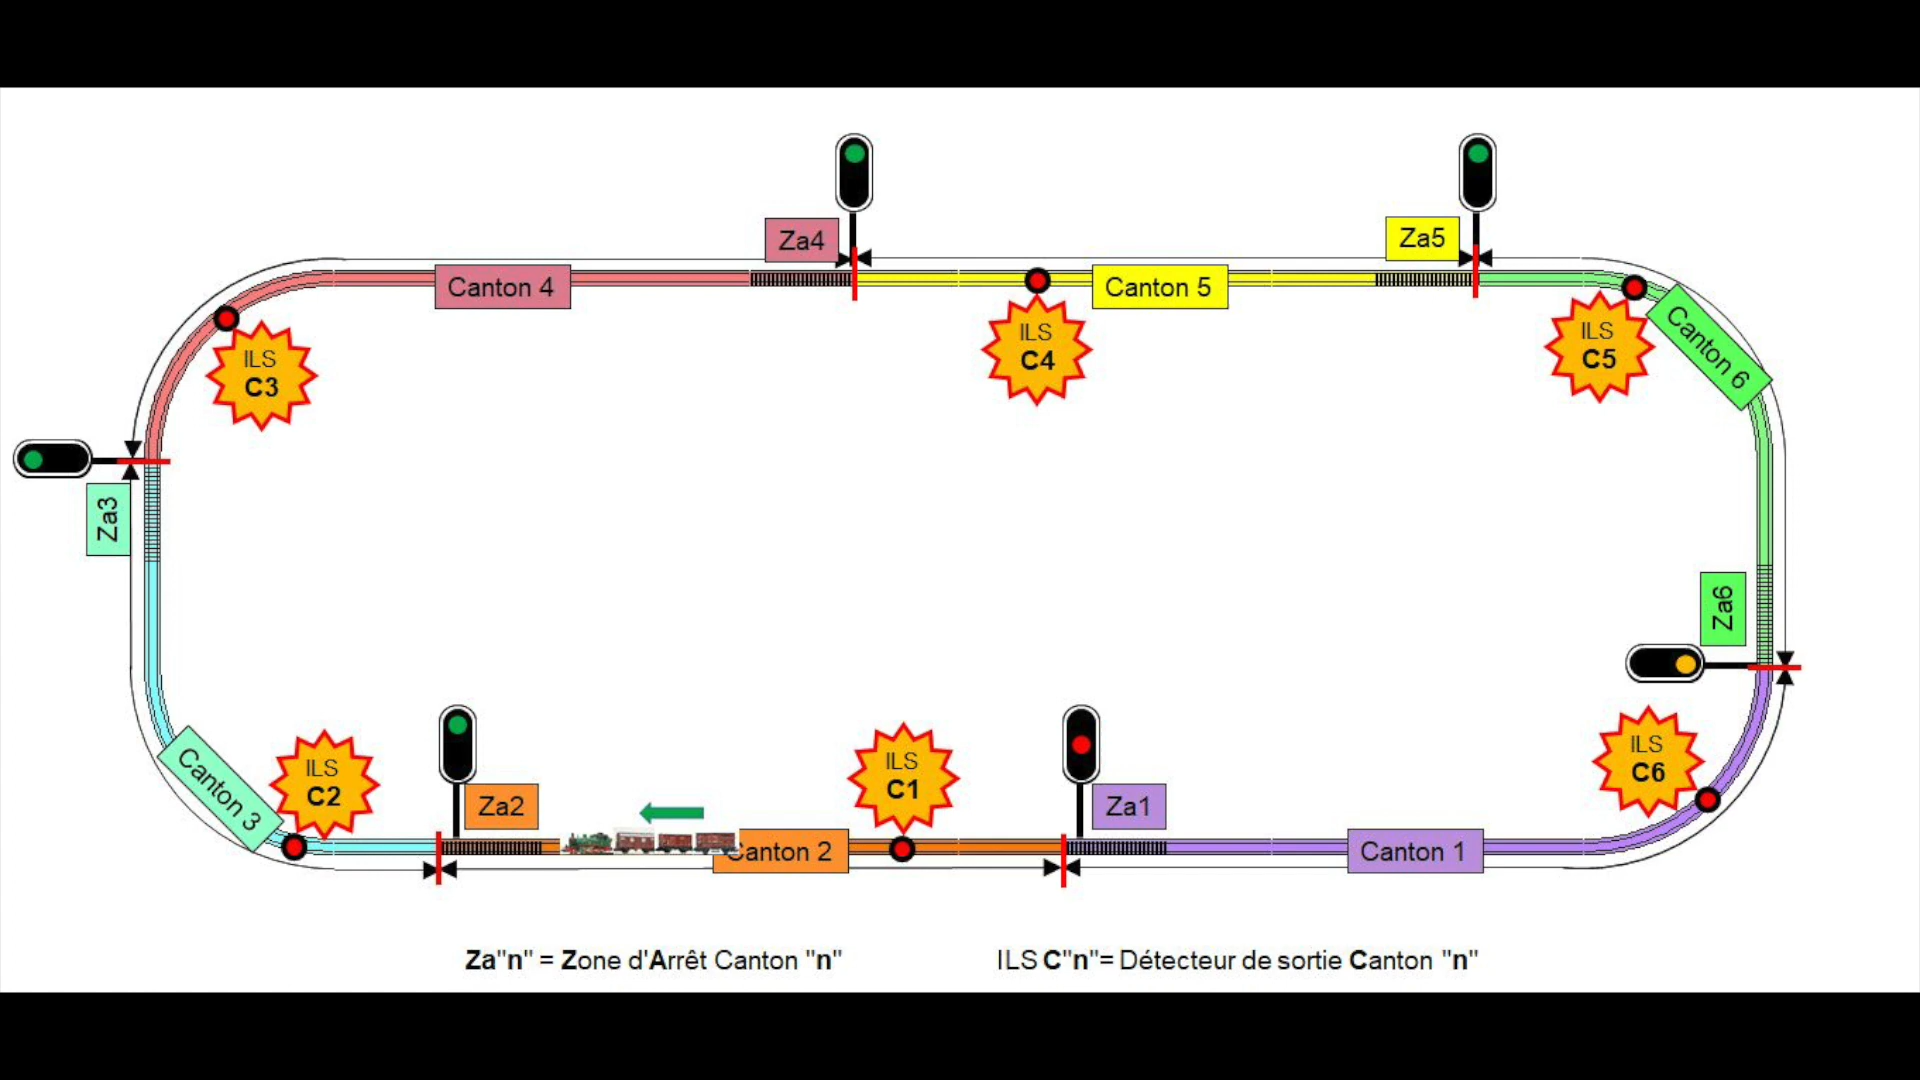 Za4
Za5
Canton 4
Canton 5
Canton 6
ILS
C3
ILS
C4
ILS
C5
Za3
Za6
Canton 3
ILS
C2
Za2
ILS
C1
Za1
ILS
C6
Canton 2
Canton 1
Za"n" = Zone d'Arrêt Canton "n"
ILS C"n"= Détecteur de sortie Canton "n"